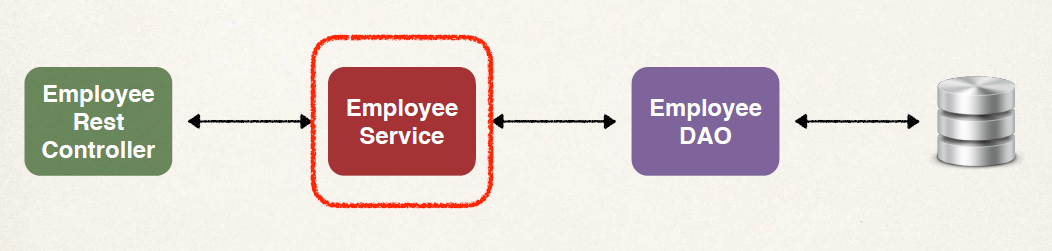 Employee
Rest
Controller
Employee
Service
Employee
DAO